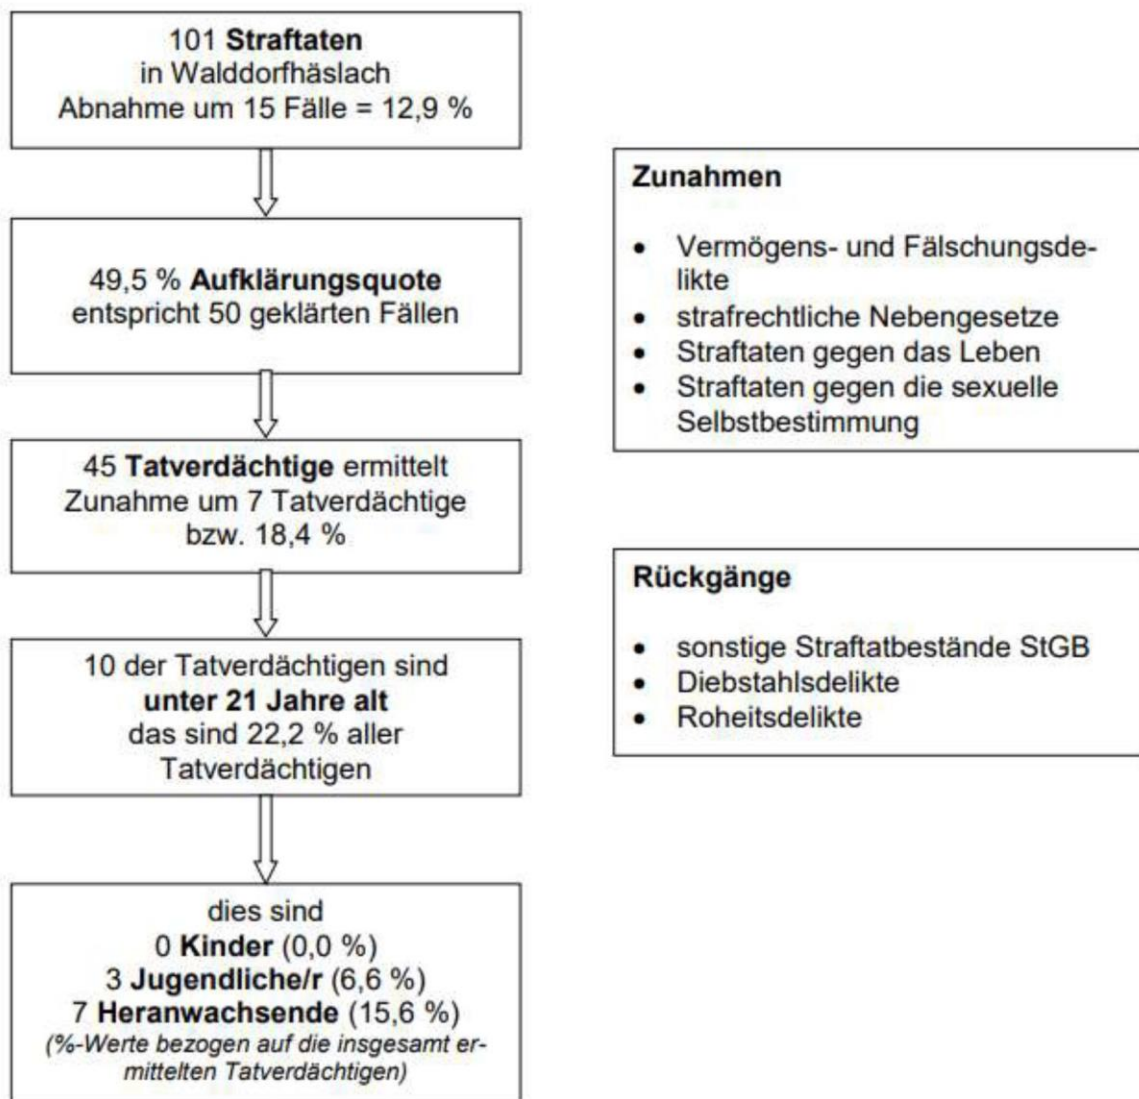 101 Straftaten
in Walddorfhäslach
Abnahme um 15 Fälle = 12,9 %
49,5 % Aufklärungsquote
entspricht 50 geklärten Fällen
45 Tatverdächtige ermittelt
Zunahme um 7 Tatverdächtige
bzw. 18,4 %
10 der Tatverdächtigen sind
unter 21 Jahre alt
das sind 22,2 % aller
Tatverdächtigen
dies sind
0 Kinder (0,0 %)
3 Jugendliche/r (6,6 %)
7 Heranwachsende (15,6 %)
(%-Werte bezogen auf die insgesamt er-
mittelten Tatverdächtigen)
Zunahmen
• Vermögens- und Fälschungsde-
likte
• strafrechtliche Nebengesetze
• Straftaten gegen das Leben
• Straftaten gegen die sexuelle
Selbstbestimmung
Rückgänge
• sonstige Straftatbestände StGB
• Diebstahlsdelikte
• Roheitsdelikte